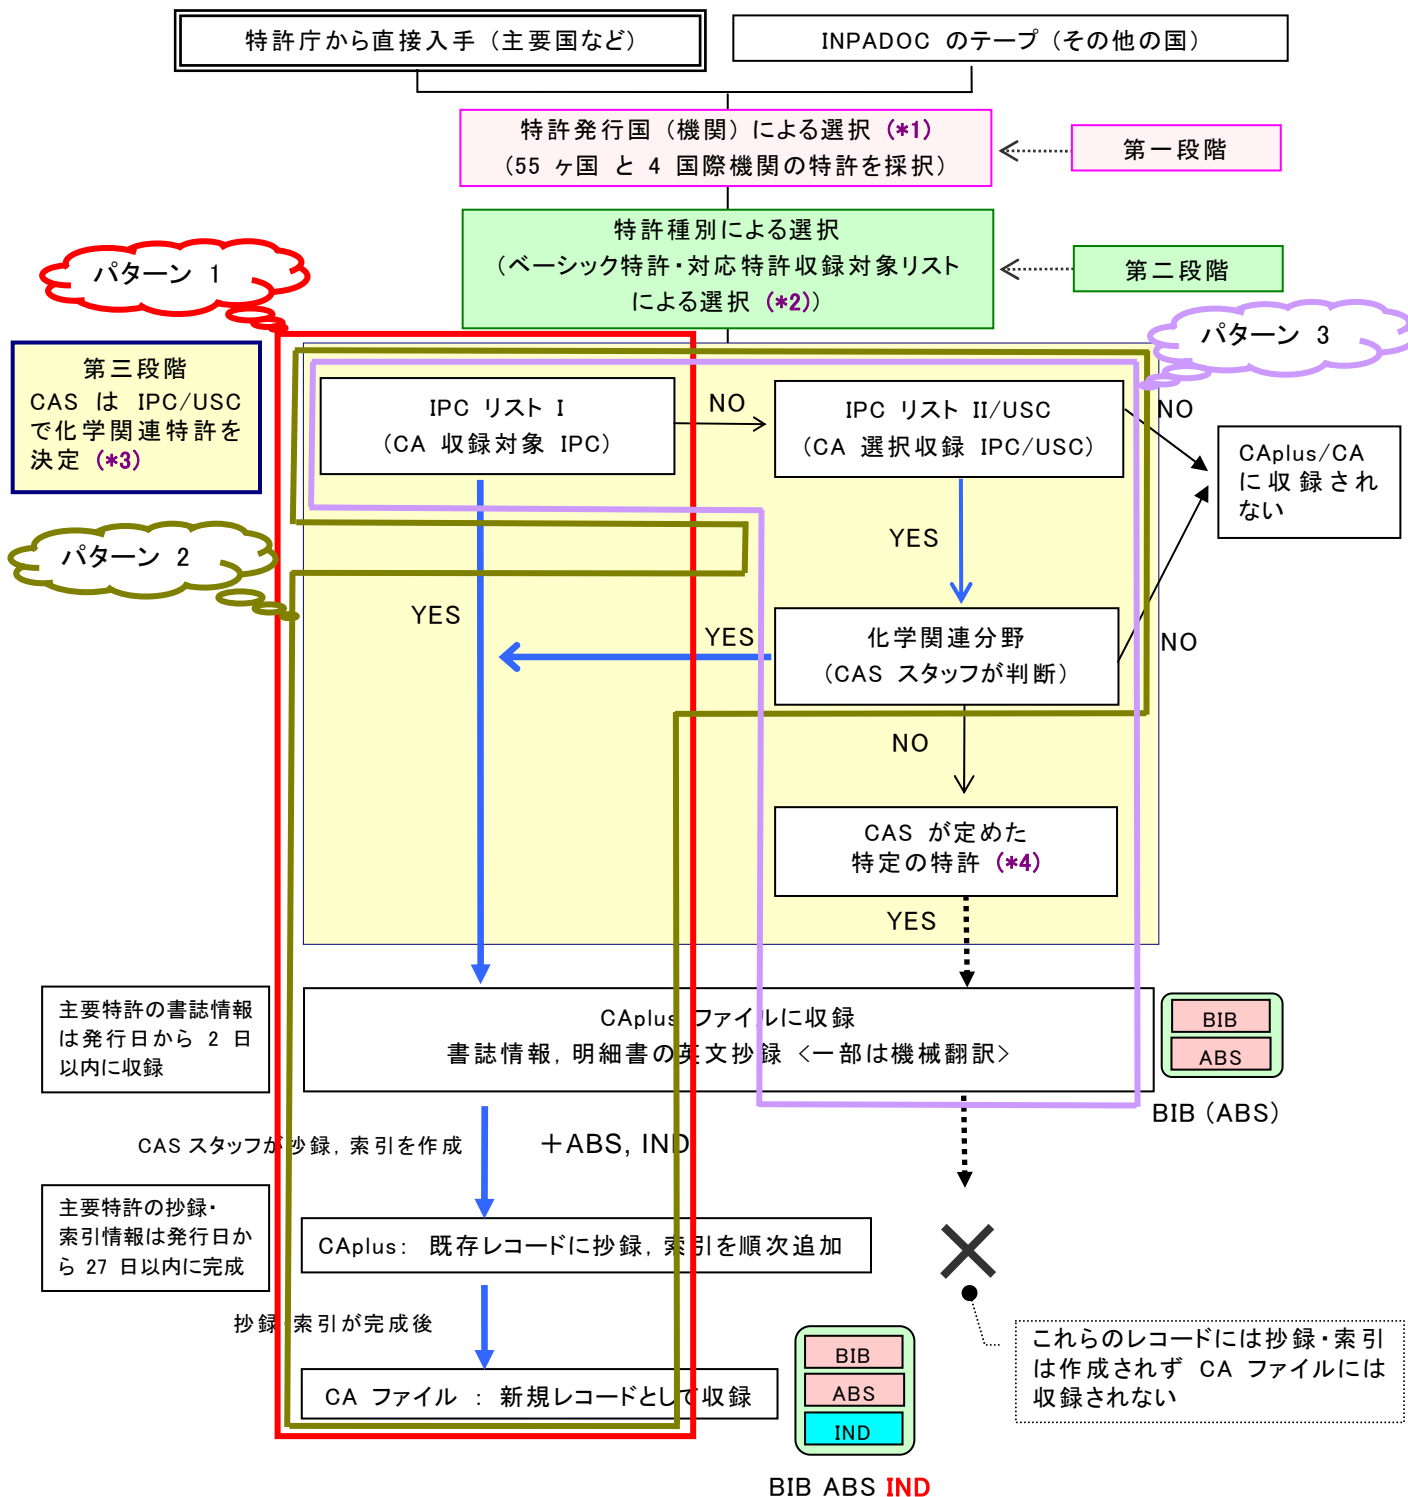 特許庁から直接入手 (主要国など)
INPADOC のテープ (その他の国)
特許発行国 (機関) による選択 (*1)
(55 ヶ国 と 4 国際機関の特許を採択)
第一段階
特許種別による選択
(ベーシック特許・対応特許収録対象リスト
による選択 (*2))
第二段階
パターン 1
パターン 3
第三段階
CAS は IPC/USC
で化学関連特許を
決定 (*3)
IPC リスト I
(CA 収録対象 IPC)
NO
IPC リスト II/USC
(CA 選択収録 IPC/USC)
NO
CAplus/CA
に収録され
ない
パターン 2
YES
YES
YES
化学関連分野
(CAS スタッフが判断)
NO
NO
CAS が定めた
特定の特許 (*4)
YES
主要特許の書誌情報
は発行日から 2 日
以内に収録
CAplus ファイルに収録
書誌情報, 明細書の英文抄録 <一部は機械翻訳>
BIB
ABS
BIB (ABS)
CAS スタッフが抄録, 索引を作成
+ABS, IND
主要特許の抄録・
索引情報は発行日か
ら 27 日以内に完成
CAplus: 既存レコードに抄録, 索引を順次追加
抄録・索引が完成後
これらのレコードには抄録・索引
は作成されず CA ファイルには
収録されない
CA ファイル : 新規レコードとして収録
BIB
ABS
IND
BIB ABS IND